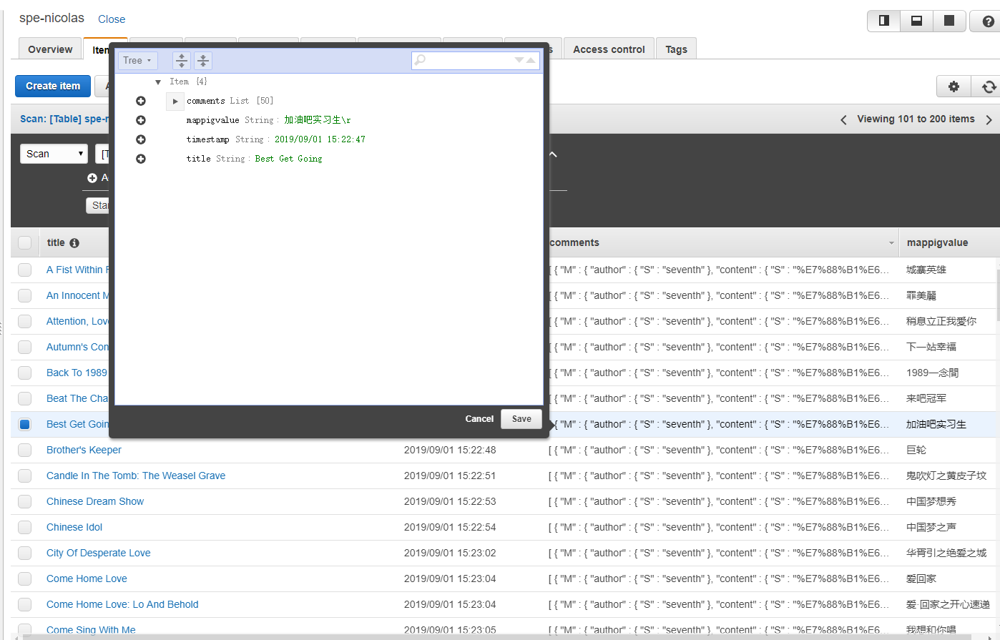 spe-nicolas Close
Overview Iten s Access control Tags
Create item A
Scan: [Table] spe-n Viewing 101 to 200 items
Scan [T
A
Star
Tree
Item {4}
comments List [50]
mappigvalue String : 加油吧实习生\r
timestamp String : 2019/09/01 15:22:47
title String : Best Get Going
Cancel Save
title comments mappigvalue
A Fist Within F [ { "M" : { "author" : { "S" : "seventh" }, "content" : { "S" : "%E7%88%B1%E6... 城寨英雄
An Innocent M [ { "M" : { "author" : { "S" : "seventh" }, "content" : { "S" : "%E7%88%B1%E6... 罪美麗
Attention, Love [ { "M" : { "author" : { "S" : "seventh" }, "content" : { "S" : "%E7%88%B1%E6... 稍息立正我愛你
Autumn's Con [ { "M" : { "author" : { "S" : "seventh" }, "content" : { "S" : "%E7%88%B1%E6... 下一站幸福
Back To 1989 [ { "M" : { "author" : { "S" : "seventh" }, "content" : { "S" : "%E7%88%B1%E6... 1989一念間
Beat The Cha [ { "M" : { "author" : { "S" : "seventh" }, "content" : { "S" : "%E7%88%B1%E6... 来吧冠军
Best Get Goin { "M" : { "author" : { "S" : "seventh" }, "content" : { "S" : "%E7%88%B1%E6... 加油吧实习生
Brother's Keeper 2019/09/01 15:22:48 [ { "M" : { "author" : { "S" : "seventh" }, "content" : { "S" : "%E7%88%B1%E6... 巨轮
Candle In The Tomb: The Weasel Grave 2019/09/01 15:22:51 [ { "M" : { "author" : { "S" : "seventh" }, "content" : { "S" : "%E7%88%B1%E6... 鬼吹灯之黄皮子坟
Chinese Dream Show 2019/09/01 15:22:53 [ { "M" : { "author" : { "S" : "seventh" }, "content" : { "S" : "%E7%88%B1%E6... 中国梦想秀
Chinese Idol 2019/09/01 15:22:54 [ { "M" : { "author" : { "S" : "seventh" }, "content" : { "S" : "%E7%88%B1%E6... 中国梦之声
City Of Desperate Love 2019/09/01 15:23:02 [ { "M" : { "author" : { "S" : "seventh" }, "content" : { "S" : "%E7%88%B1%E6... 华胥引之绝爱之城
Come Home Love 2019/09/01 15:23:04 [ { "M" : { "author" : { "S" : "seventh" }, "content" : { "S" : "%E7%88%B1%E6... 爱回家
Come Home Love: Lo And Behold 2019/09/01 15:23:04 [ { "M" : { "author" : { "S" : "seventh" }, "content" : { "S" : "%E7%88%B1%E6... 爱·回家之开心速递
Come Sing With Me 2019/09/01 15:23:05 [ { "M" : { "author" : { "S" : "seventh" }, "content" : { "S" : "%E7%88%B1%E6... 我想和你唱